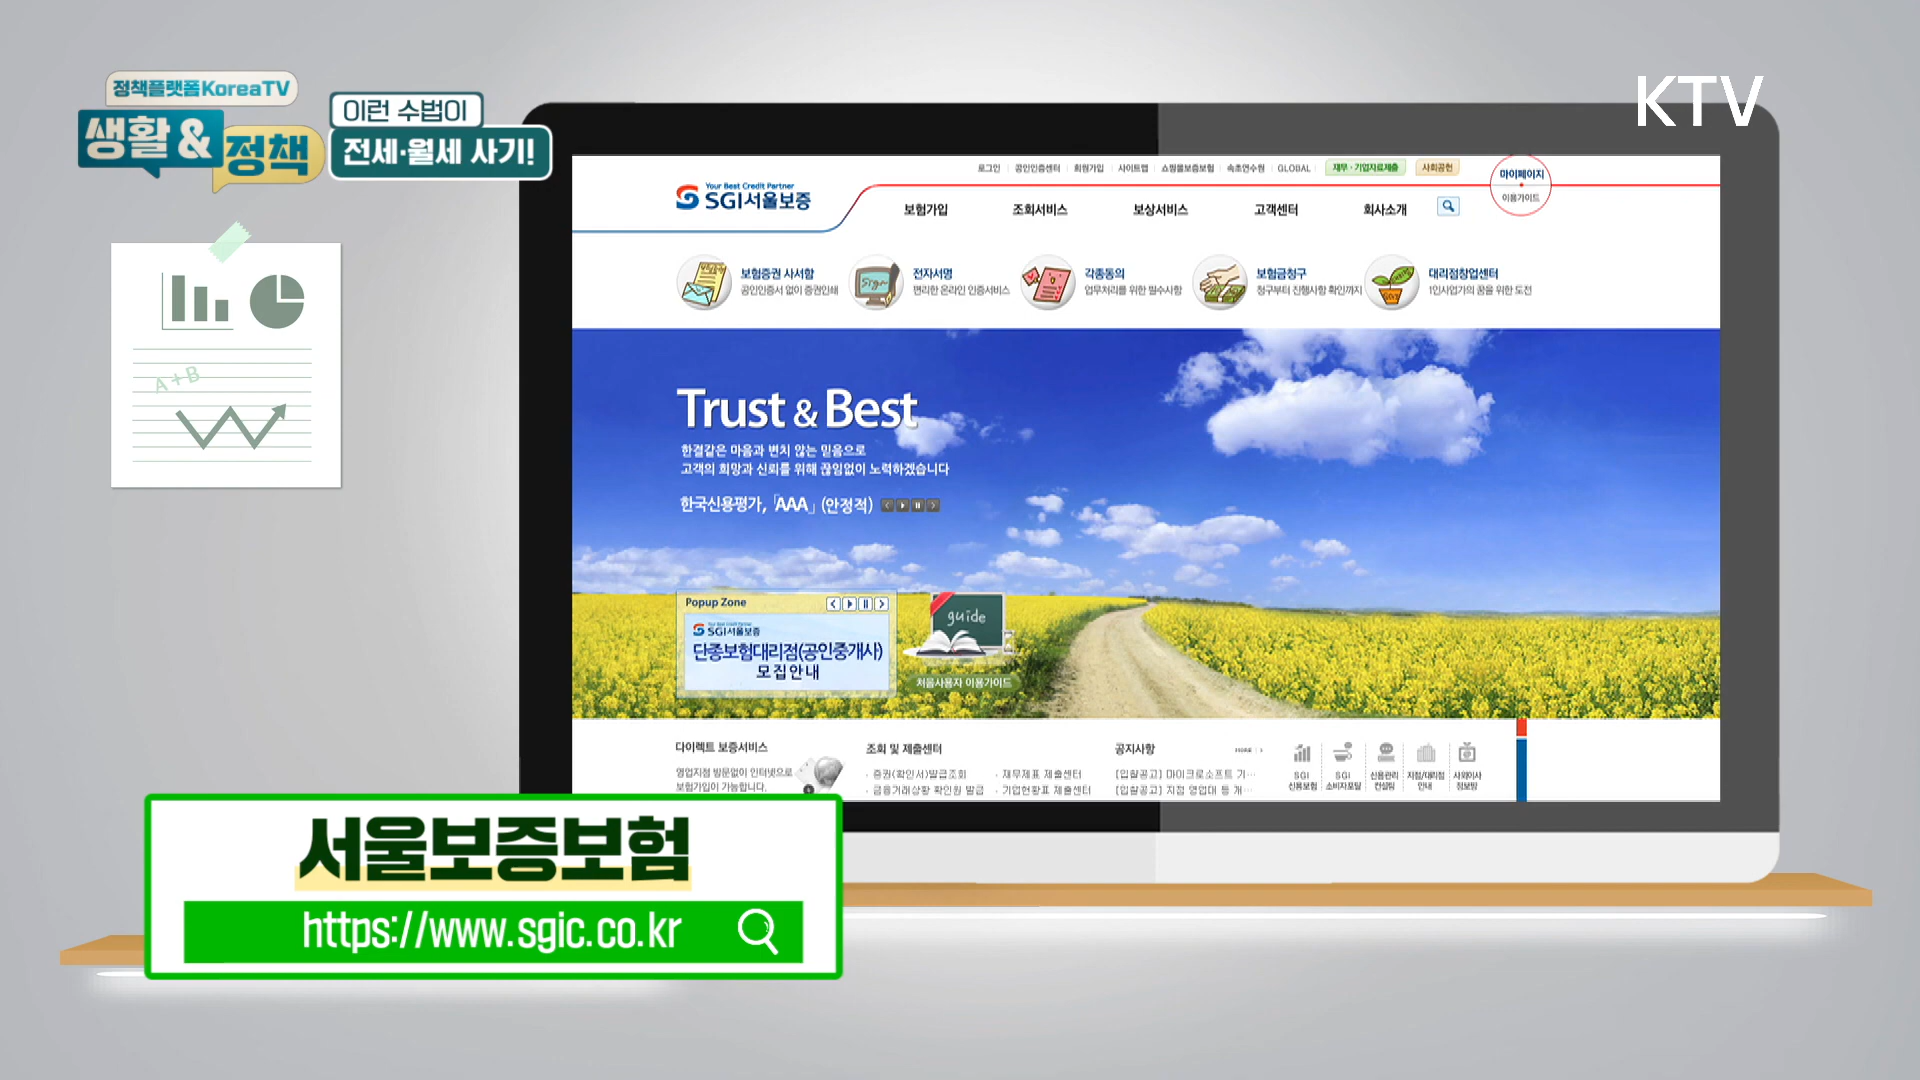 정책플랫폼KoreaTV
생활&정책
이런 수법이
전세·월세 사기!
KTV
로그인 공인인증센터 회원가입 사이트맵 쇼핑몰보증보험 속초연수원 GLOBAL 재무·기업자료제출 사회공헌
마이페이지
이용가이드
Your Best Credit Partner
SGI서울보증
보험가입 조회서비스 보상서비스 고객센터 회사소개
보험증권 사서함
공인인증서 없이 증권인쇄
Sign
전자서명
편리한 온라인 인증서비스
각종동의
업무처리를 위한 필수사항
보험금청구
청구부터 진행사항 확인까지
대리점창업센터
1인사업가의 꿈을 위한 도전
A+B
Trust & Best
한결같은 마음과 변치 않는 믿음으로
고객의 희망과 신뢰를 위해 끊임없이 노력하겠습니다
한국신용평가, 「AAA」 (안정적)
Popup Zone
Your Best Credit Partner
SGI서울보증
단종보험대리점(공인중개사)
모집안내
guide
처음사용자 이용가이드
다이렉트 보증서비스
영업지점 방문없이 인터넷으로
보험가입이 가능합니다.
조회 및 제출센터
· 증권(확인서)발급조회 · 재무제표 제출센터
· 금융거래상황 확인원 발급 · 기업현황표 제출센터
공지사항 MORE
[입찰공고] 마이크로소프트 기…
[입찰공고] 지점 영업대 등 개…
SGI
신용보험
SGI
소비자포탈
신용관리
컨설팅
지점/대리점
안내
사외이사
정보방
서울보증보험
https://www.sgic.co.kr